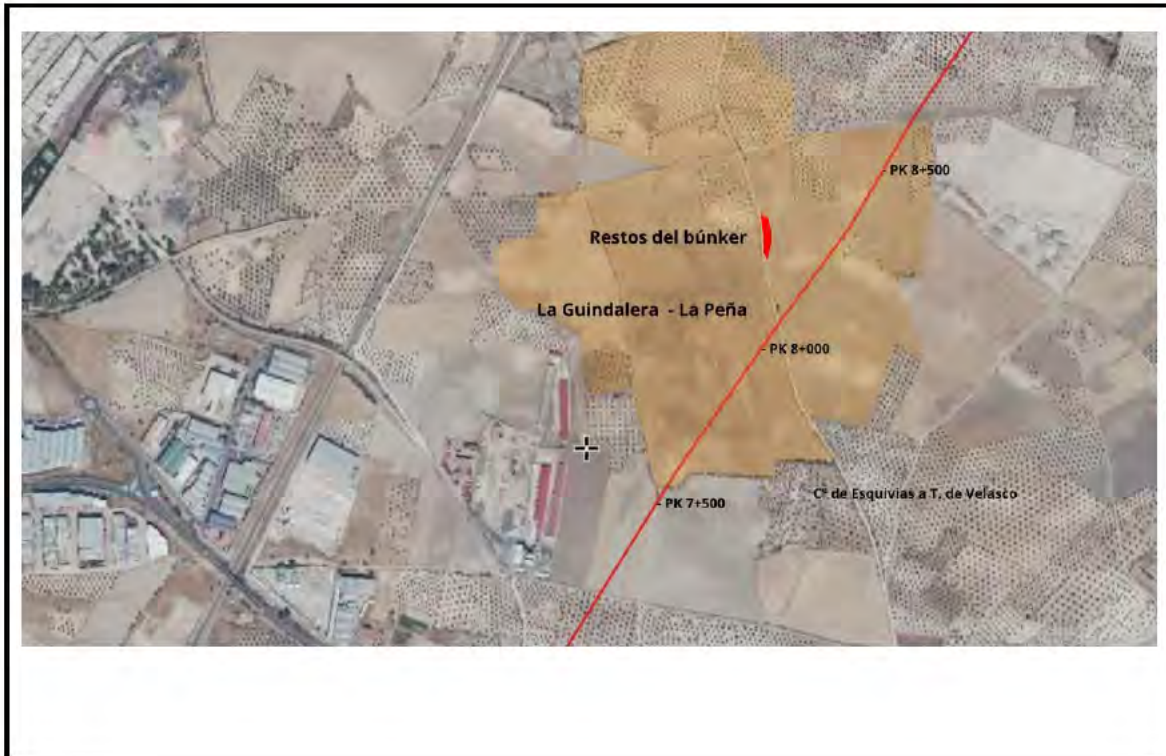 - PK 8+500
Restos del búnker
La Guindalera - La Peña
- PK 8+000
Cº de Esquivias a T. de Velasco
- PK 7+500